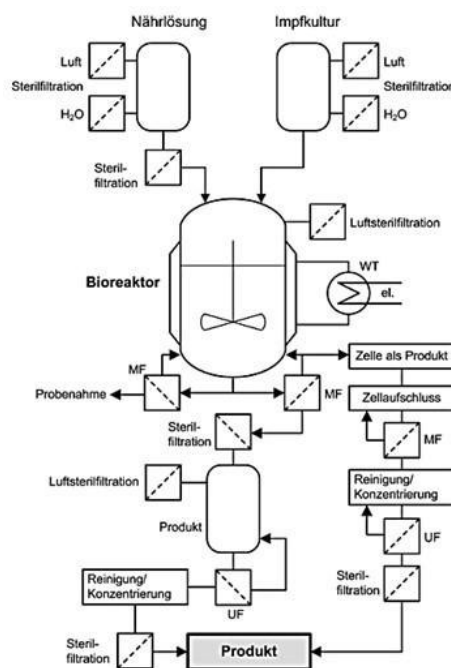 Nährlösung
Impfkultur
Luft
Sterilfiltration
H₂O
Luft
Sterilfiltration
H₂O
Steril-
filtration
Luftsterilfiltration
Bioreaktor
WT
el.
MF
Probenahme
MF
Zelle als Produkt
Zellaufschluss
MF
Steril-
filtration
Luftsterilfiltration
Produkt
Reinigung/
Konzentrierung
UF
Steril-
filtration
Reinigung/
Konzentrierung
UF
Steril-
filtration
Produkt